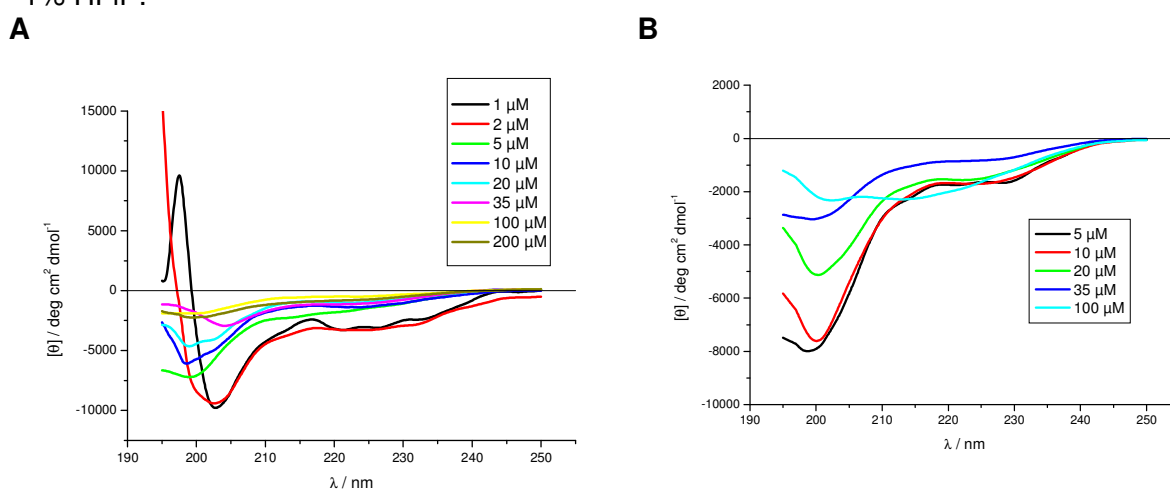 A
B
15000
10000
5000
0
-5000
-10000
190 200 210 220 230 240 250
λ / nm
[θ] / deg cm² dmol⁻¹
1 µM
2 µM
5 µM
10 µM
20 µM
35 µM
100 µM
200 µM
2000
0
-2000
-4000
-6000
-8000
-10000
190 200 210 220 230 240 250
λ / nm
[θ] / deg cm² dmol⁻¹
5 µM
10 µM
20 µM
35 µM
100 µM